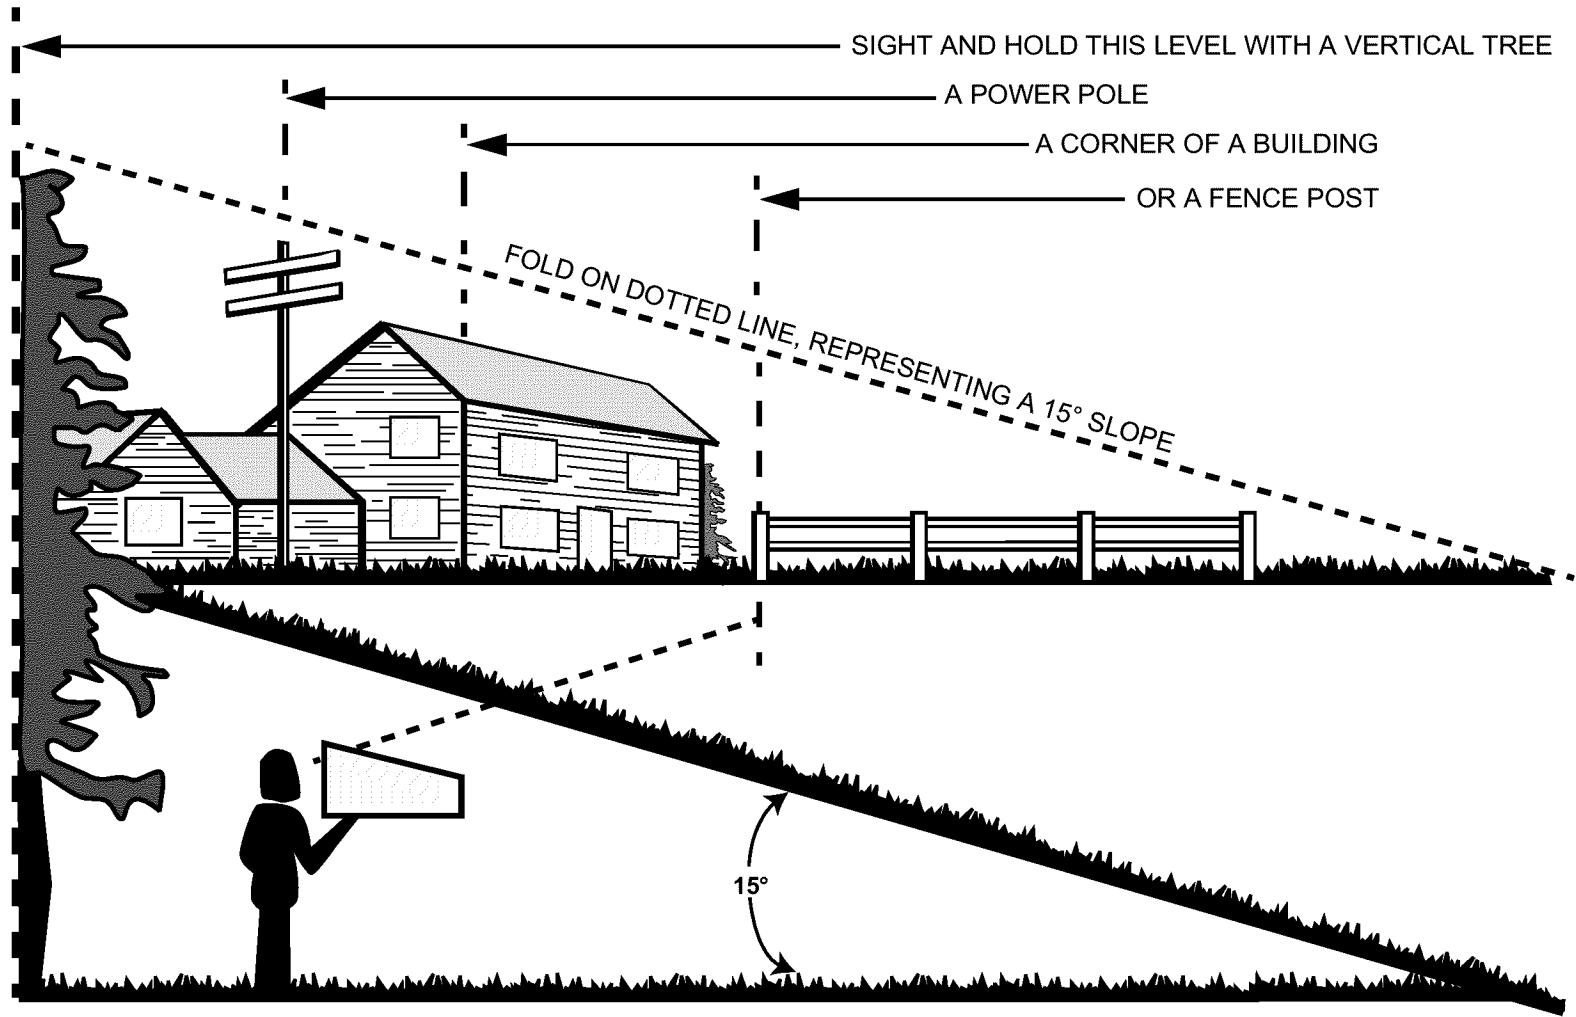 SIGHT AND HOLD THIS LEVEL WITH A VERTICAL TREE
A POWER POLE
A CORNER OF A BUILDING
OR A FENCE POST
FOLD ON DOTTED LINE, REPRESENTING A 15° SLOPE
15°